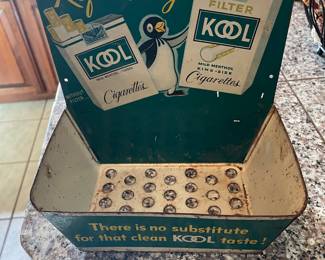 FILTER
KOOL
KOOL
MILD MENTHOL
KING-SIZE
Cigarettes
Cigarettes
There is no substitute
for that clean KOOL taste!